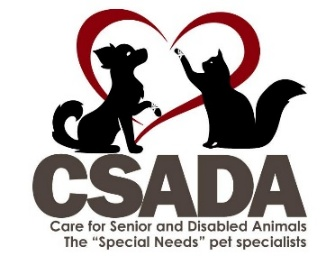 CSADA
Care for Senior and Disabled Animals
The “Special Needs” pet specialists